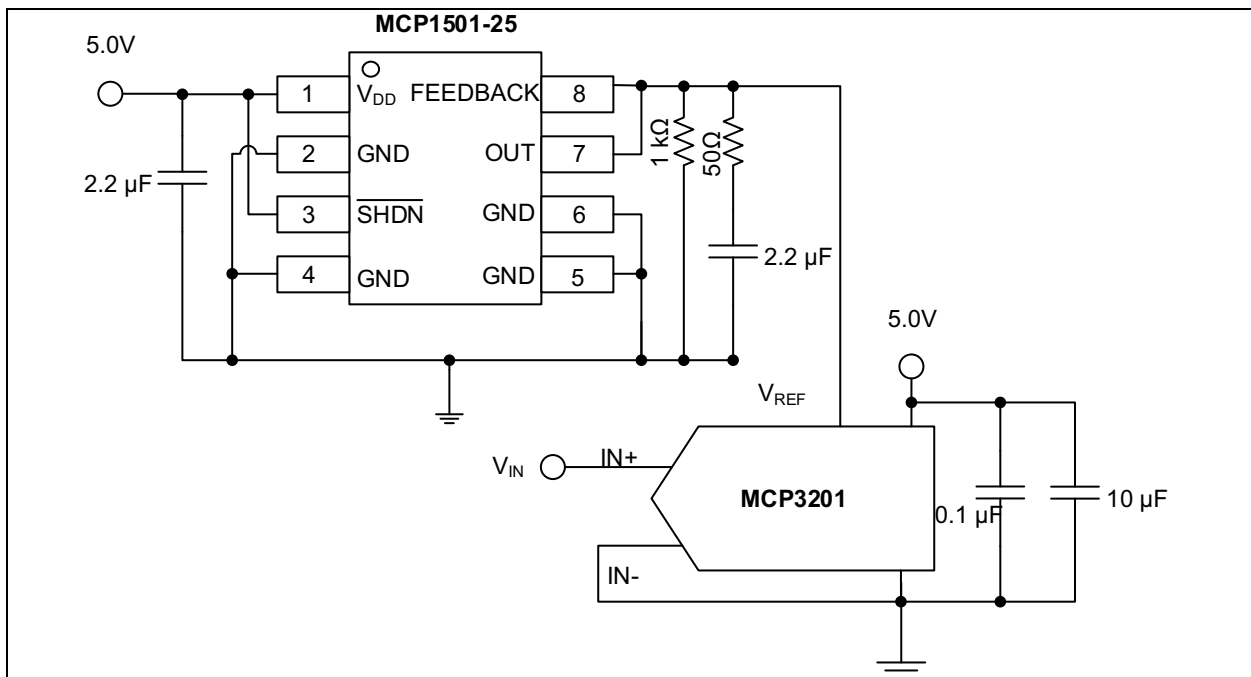 MCP1501-25
5.0V
1
VDD
FEEDBACK
8
2
GND
OUT
7
2.2 µF
3
SHDN
GND
6
4
GND
GND
5
1 kΩ
50Ω
2.2 µF
5.0V
VREF
VIN
IN+
MCP3201
0.1 µF
10 µF
IN-